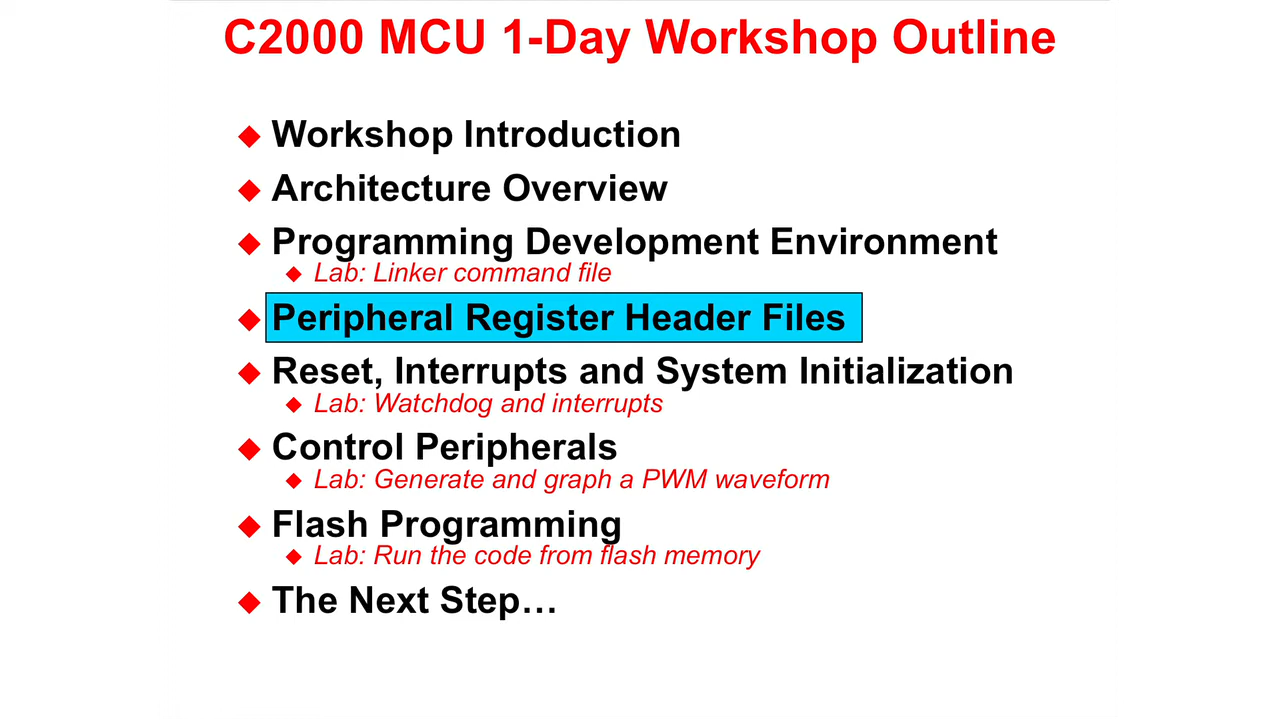 C2000 MCU 1-Day Workshop Outline
Workshop Introduction
Architecture Overview
Programming Development Environment
Lab: Linker command file
Peripheral Register Header Files
Reset, Interrupts and System Initialization
Lab: Watchdog and interrupts
Control Peripherals
Lab: Generate and graph a PWM waveform
Flash Programming
Lab: Run the code from flash memory
The Next Step…